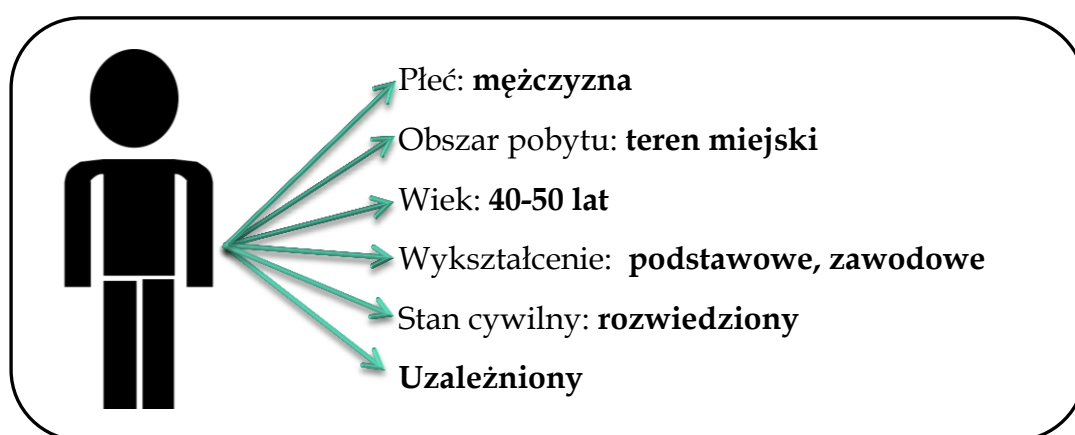 Płeć: mężczyzna
Obszar pobytu: teren miejski
Wiek: 40-50 lat
Wykształcenie: podstawowe, zawodowe
Stan cywilny: rozwiedziony
Uzależniony